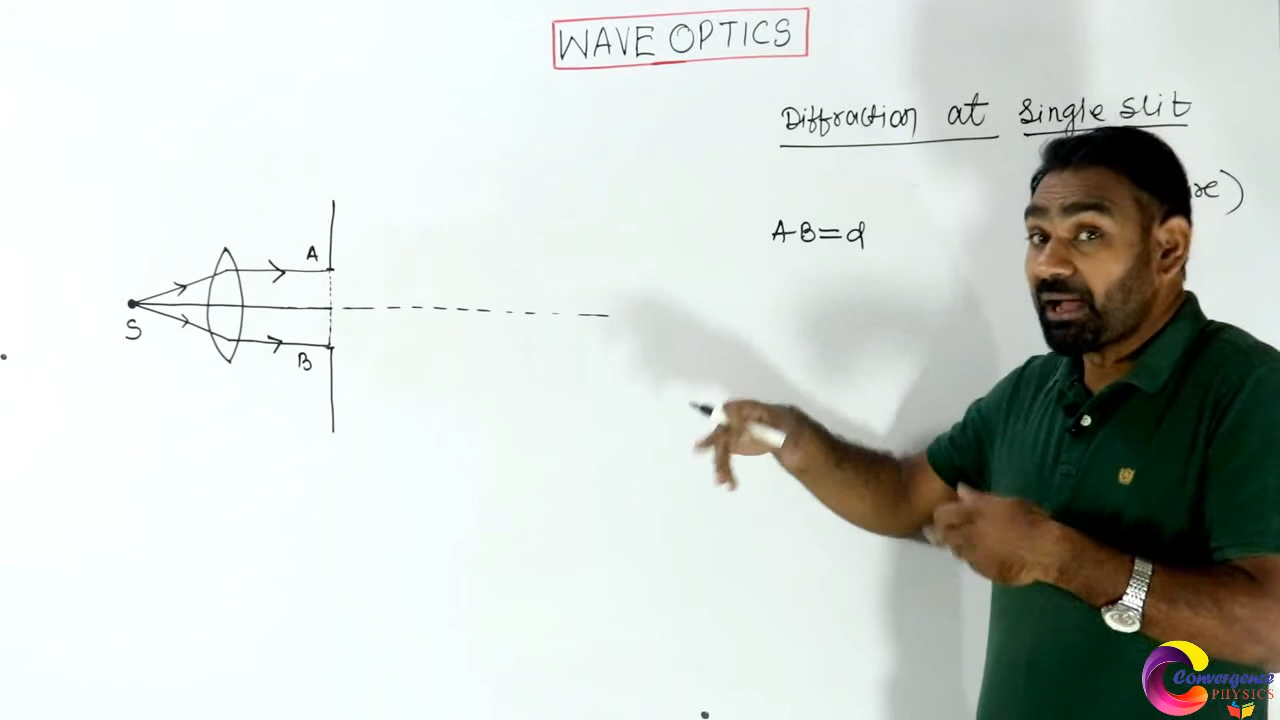 WAVE OPTICS
Diffraction at single slit
AB=d
A
S
B
Convergence
PHYSICS